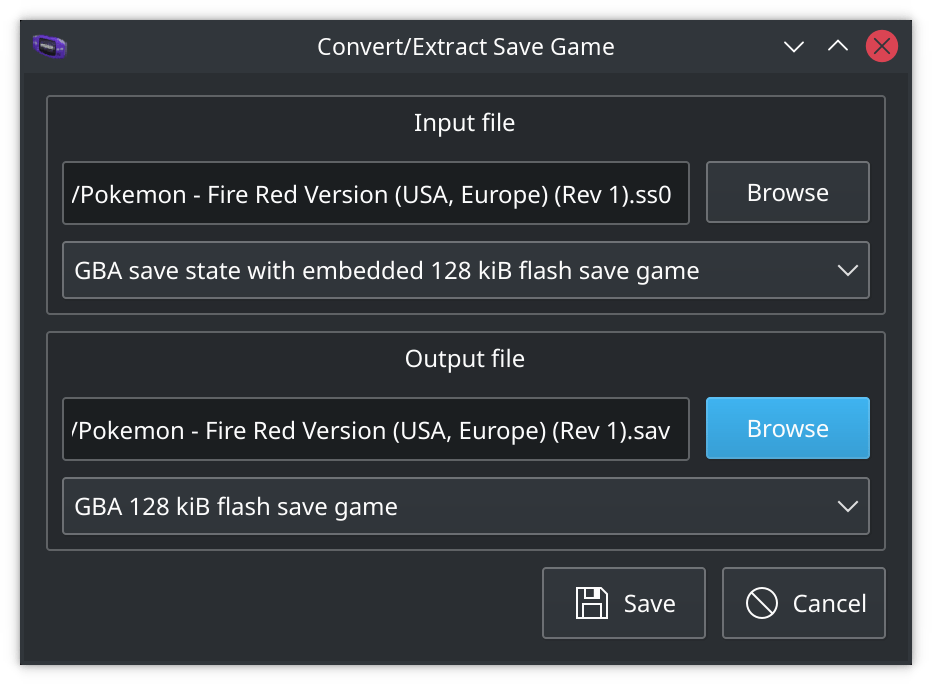 Convert/Extract Save Game
Input file
/Pokemon - Fire Red Version (USA, Europe) (Rev 1).ss0
Browse
GBA save state with embedded 128 kiB flash save game
Output file
/Pokemon - Fire Red Version (USA, Europe) (Rev 1).sav
Browse
GBA 128 kiB flash save game
Save
Cancel